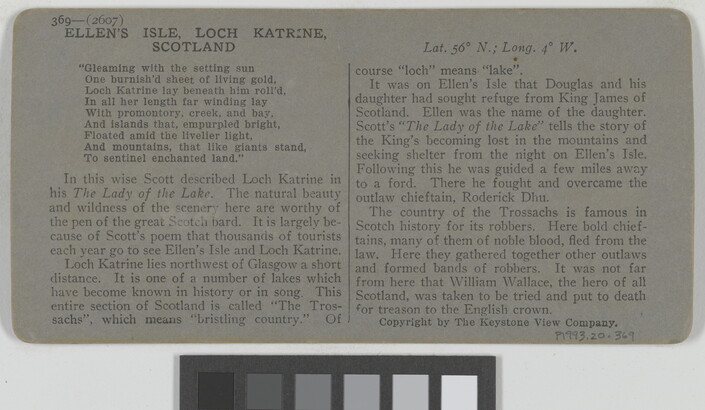 369—(2607)
ELLEN'S ISLE, LOCH KATRINE,
SCOTLAND
"Gleaming with the setting sun
One burnish'd sheet of living gold,
Loch Katrine lay beneath him roll'd,
In all her length far winding lay
With promontory, creek, and bay,
And islands that, empurpled bright,
Floated amid the livelier light,
And mountains, that like giants stand,
To sentinel enchanted land."
In this wise Scott described Loch Katrine in
his The Lady of the Lake. The natural beauty
and wildness of the scenery here are worthy of
the pen of the great Scotch bard. It is largely be-
cause of Scott's poem that thousands of tourists
each year go to see Ellen's Isle and Loch Katrine.
Loch Katrine lies northwest of Glasgow a short
distance. It is one of a number of lakes which
have become known in history or in song. This
entire section of Scotland is called "The Tros-
sachs", which means "bristling country." Of
Lat. 56° N.; Long. 4° W.
course "loch" means "lake".
It was on Ellen's Isle that Douglas and his
daughter had sought refuge from King James of
Scotland. Ellen was the name of the daughter.
Scott's "The Lady of the Lake" tells the story of
the King's becoming lost in the mountains and
seeking shelter from the night on Ellen's Isle.
Following this he was guided a few miles away
to a ford. There he fought and overcame the
outlaw chieftain, Roderick Dhu.
The country of the Trossachs is famous in
Scotch history for its robbers. Here bold chief-
tains, many of them of noble blood, fled from the
law. Here they gathered together other outlaws
and formed bands of robbers. It was not far
from here that William Wallace, the hero of all
Scotland, was taken to be tried and put to death
for treason to the English crown.
Copyright by The Keystone View Company.
P1993.20.369